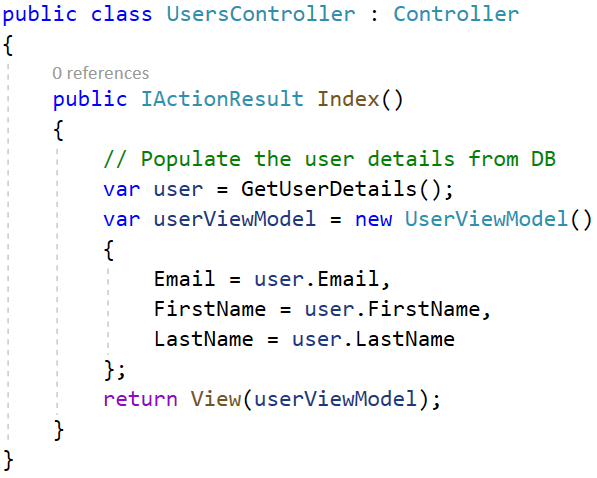 public class UsersController : Controller
{
0 references
public IActionResult Index()
{
// Populate the user details from DB
var user = GetUserDetails();
var userViewModel = new UserViewModel()
{
Email = user.Email,
FirstName = user.FirstName,
LastName = user.LastName
};
return View(userViewModel);
}
}